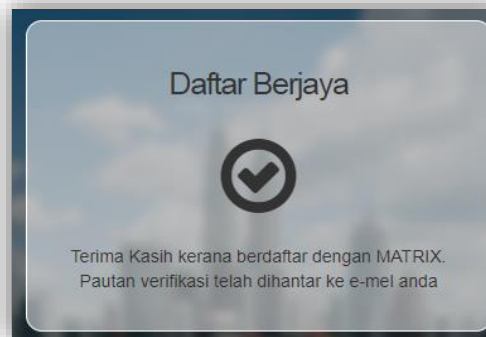 Daftar Berjaya
Terima Kasih kerana berdaftar dengan MATRIX.
Pautan verifikasi telah dihantar ke e-mel anda